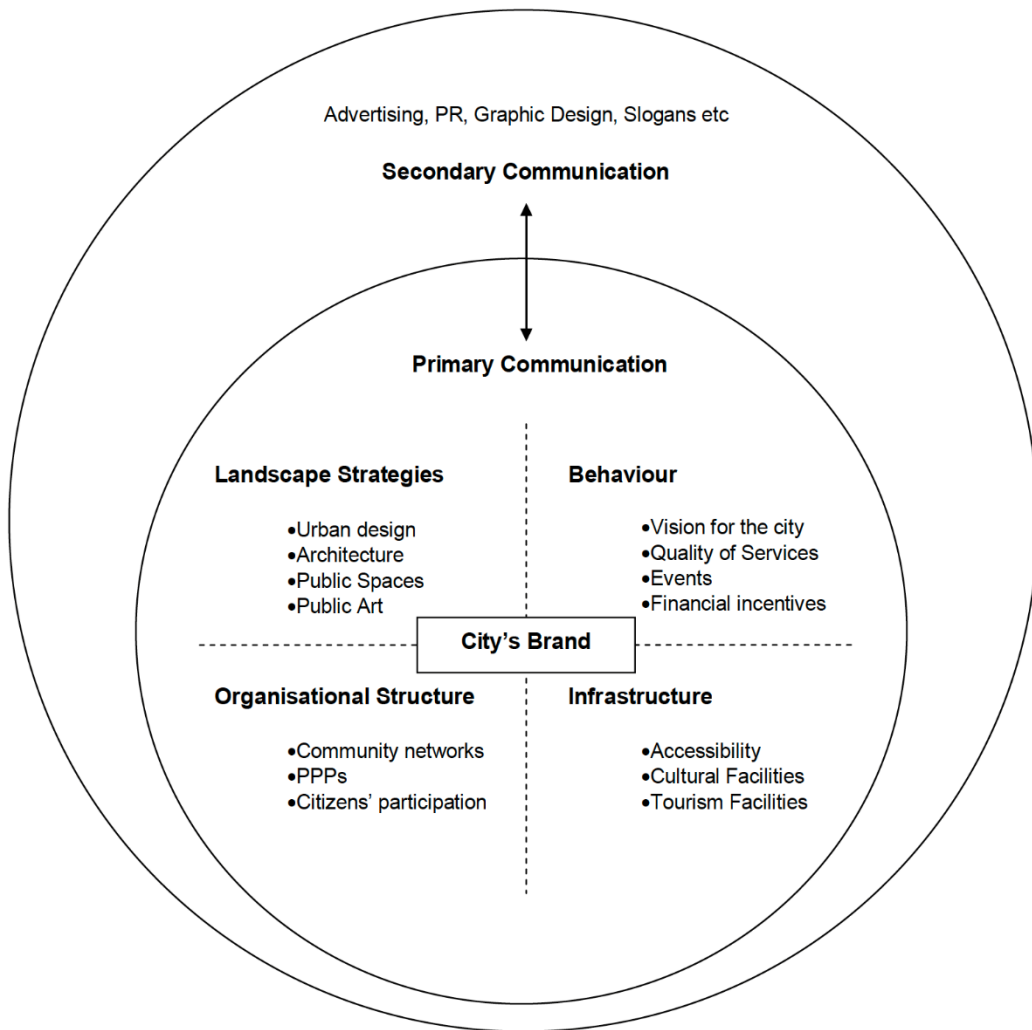 Advertising, PR, Graphic Design, Slogans etc
Secondary Communication
Primary Communication
Landscape Strategies
•Urban design
•Architecture
•Public Spaces
•Public Art
Behaviour
•Vision for the city
•Quality of Services
•Events
•Financial incentives
City's Brand
Organisational Structure
•Community networks
•PPPs
•Citizens' participation
Infrastructure
•Accessibility
•Cultural Facilities
•Tourism Facilities